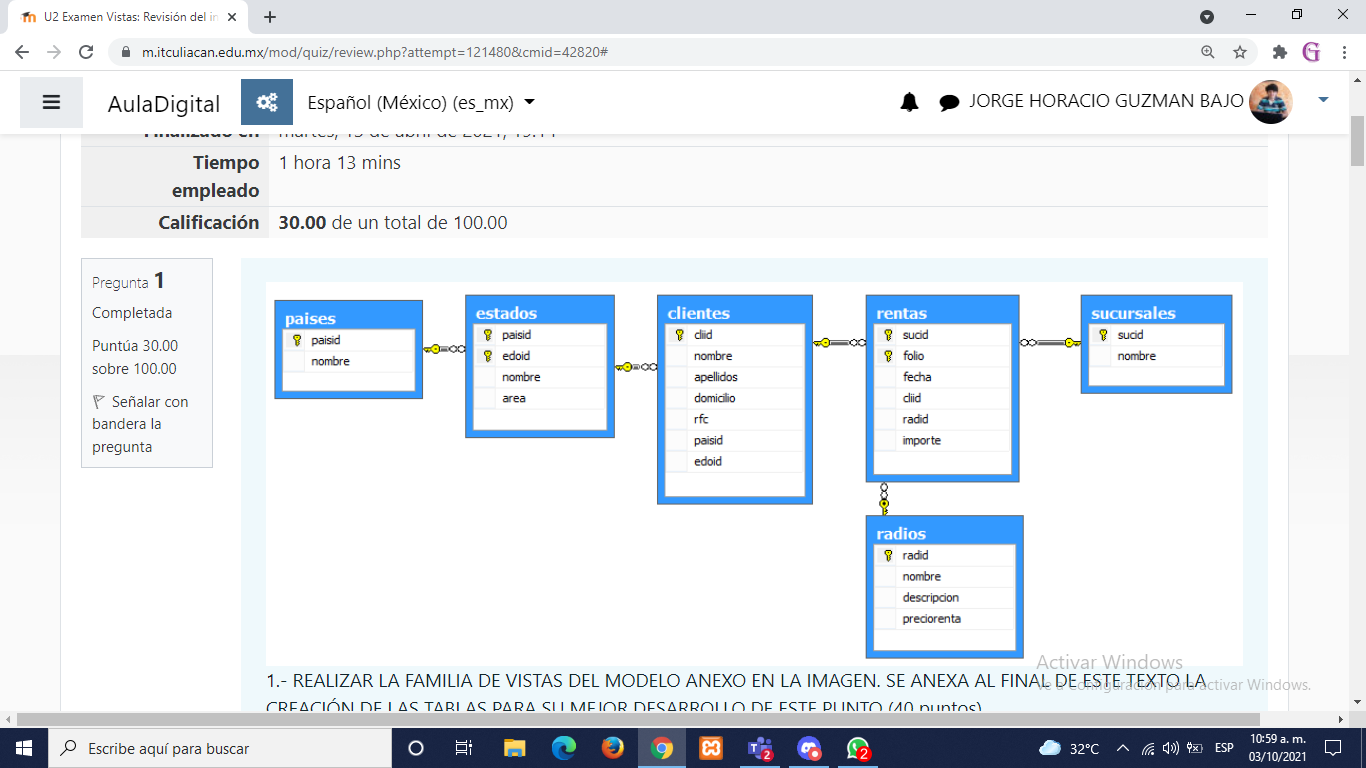 U2 Examen Vistas: Revisión del in
m.itculiacan.edu.mx/mod/quiz/review.php?attempt=121480&cmid=42820#
AulaDigital
Español (México) (es_mx)
JORGE HORACIO GUZMAN BAJO
Finalizado en
Tiempo empleado 1 hora 13 mins
Calificación 30.00 de un total de 100.00
Pregunta 1
Completada
Puntúa 30.00
sobre 100.00
Señalar con
bandera la
pregunta
paises
paisid
nombre
estados
paisid
edoid
nombre
area
clientes
cliid
nombre
apellidos
domicilio
rfc
paisid
edoid
rentas
sucid
folio
fecha
cliid
radid
importe
sucursales
sucid
nombre
radios
radid
nombre
descripcion
preciorenta
1.- REALIZAR LA FAMILIA DE VISTAS DEL MODELO ANEXO EN LA IMAGEN. SE ANEXA AL FINAL DE ESTE TEXTO LA
CREACIÓN DE LAS TABLAS PARA SU MEJOR DESARROLLO DE ESTE PUNTO (40 puntos)
Activar Windows
Ve a Configuración para activar Windows.
Escribe aquí para buscar
2
2
32°C
ESP
10:59 a. m.
03/10/2021